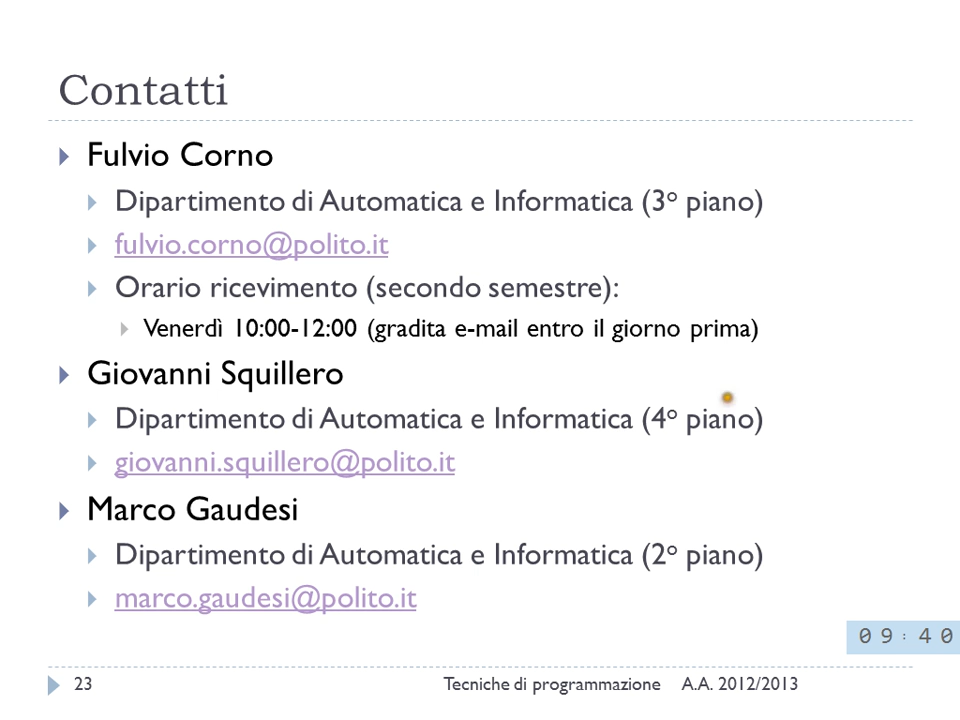 Contatti
Fulvio Corno
Dipartimento di Automatica e Informatica (3º piano)
fulvio.corno@polito.it
Orario ricevimento (secondo semestre):
Venerdì 10:00-12:00 (gradita e-mail entro il giorno prima)
Giovanni Squillero
Dipartimento di Automatica e Informatica (4º piano)
giovanni.squillero@polito.it
Marco Gaudesi
Dipartimento di Automatica e Informatica (2º piano)
marco.gaudesi@polito.it
09:40
23 Tecniche di programmazione A.A. 2012/2013